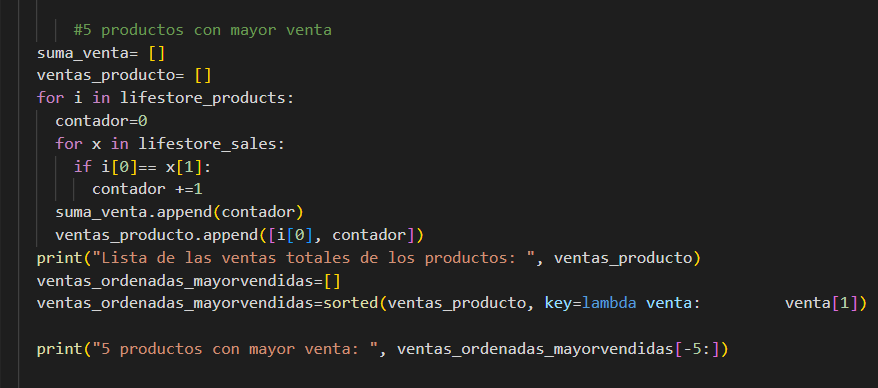 #5 productos con mayor venta
suma_venta= []
ventas_producto= []
for i in lifestore_products:
contador=0
for x in lifestore_sales:
if i[0]== x[1]:
contador +=1
suma_venta.append(contador)
ventas_producto.append([i[0], contador])
print("Lista de las ventas totales de los productos: ", ventas_producto)
ventas_ordenadas_mayorvendidas=[]
ventas_ordenadas_mayorvendidas=sorted(ventas_producto, key=lambda venta:         venta[1])
print("5 productos con mayor venta: ", ventas_ordenadas_mayorvendidas[-5:])